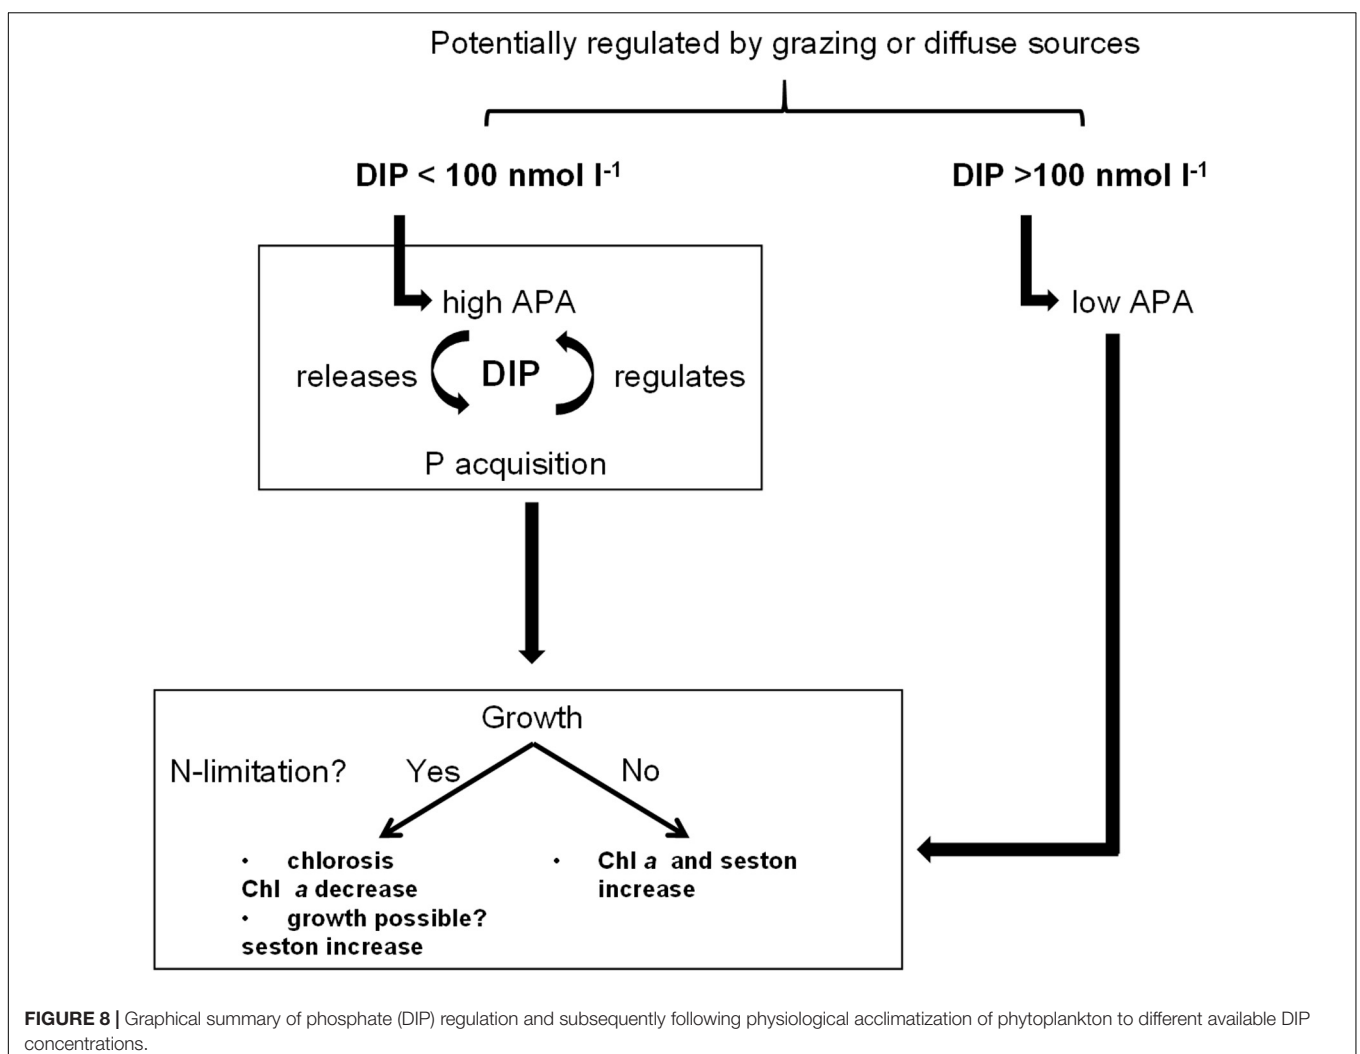 Potentially regulated by grazing or diffuse sources
DIP < 100 nmol l-1
DIP >100 nmol l-1
high APA
low APA
releases
DIP
regulates
P acquisition
Growth
N-limitation?
Yes
No
• chlorosis
Chl a decrease
• growth possible?
seston increase
• Chl a and seston
increase
FIGURE 8 | Graphical summary of phosphate (DIP) regulation and subsequently following physiological acclimatization of phytoplankton to different available DIP
concentrations.